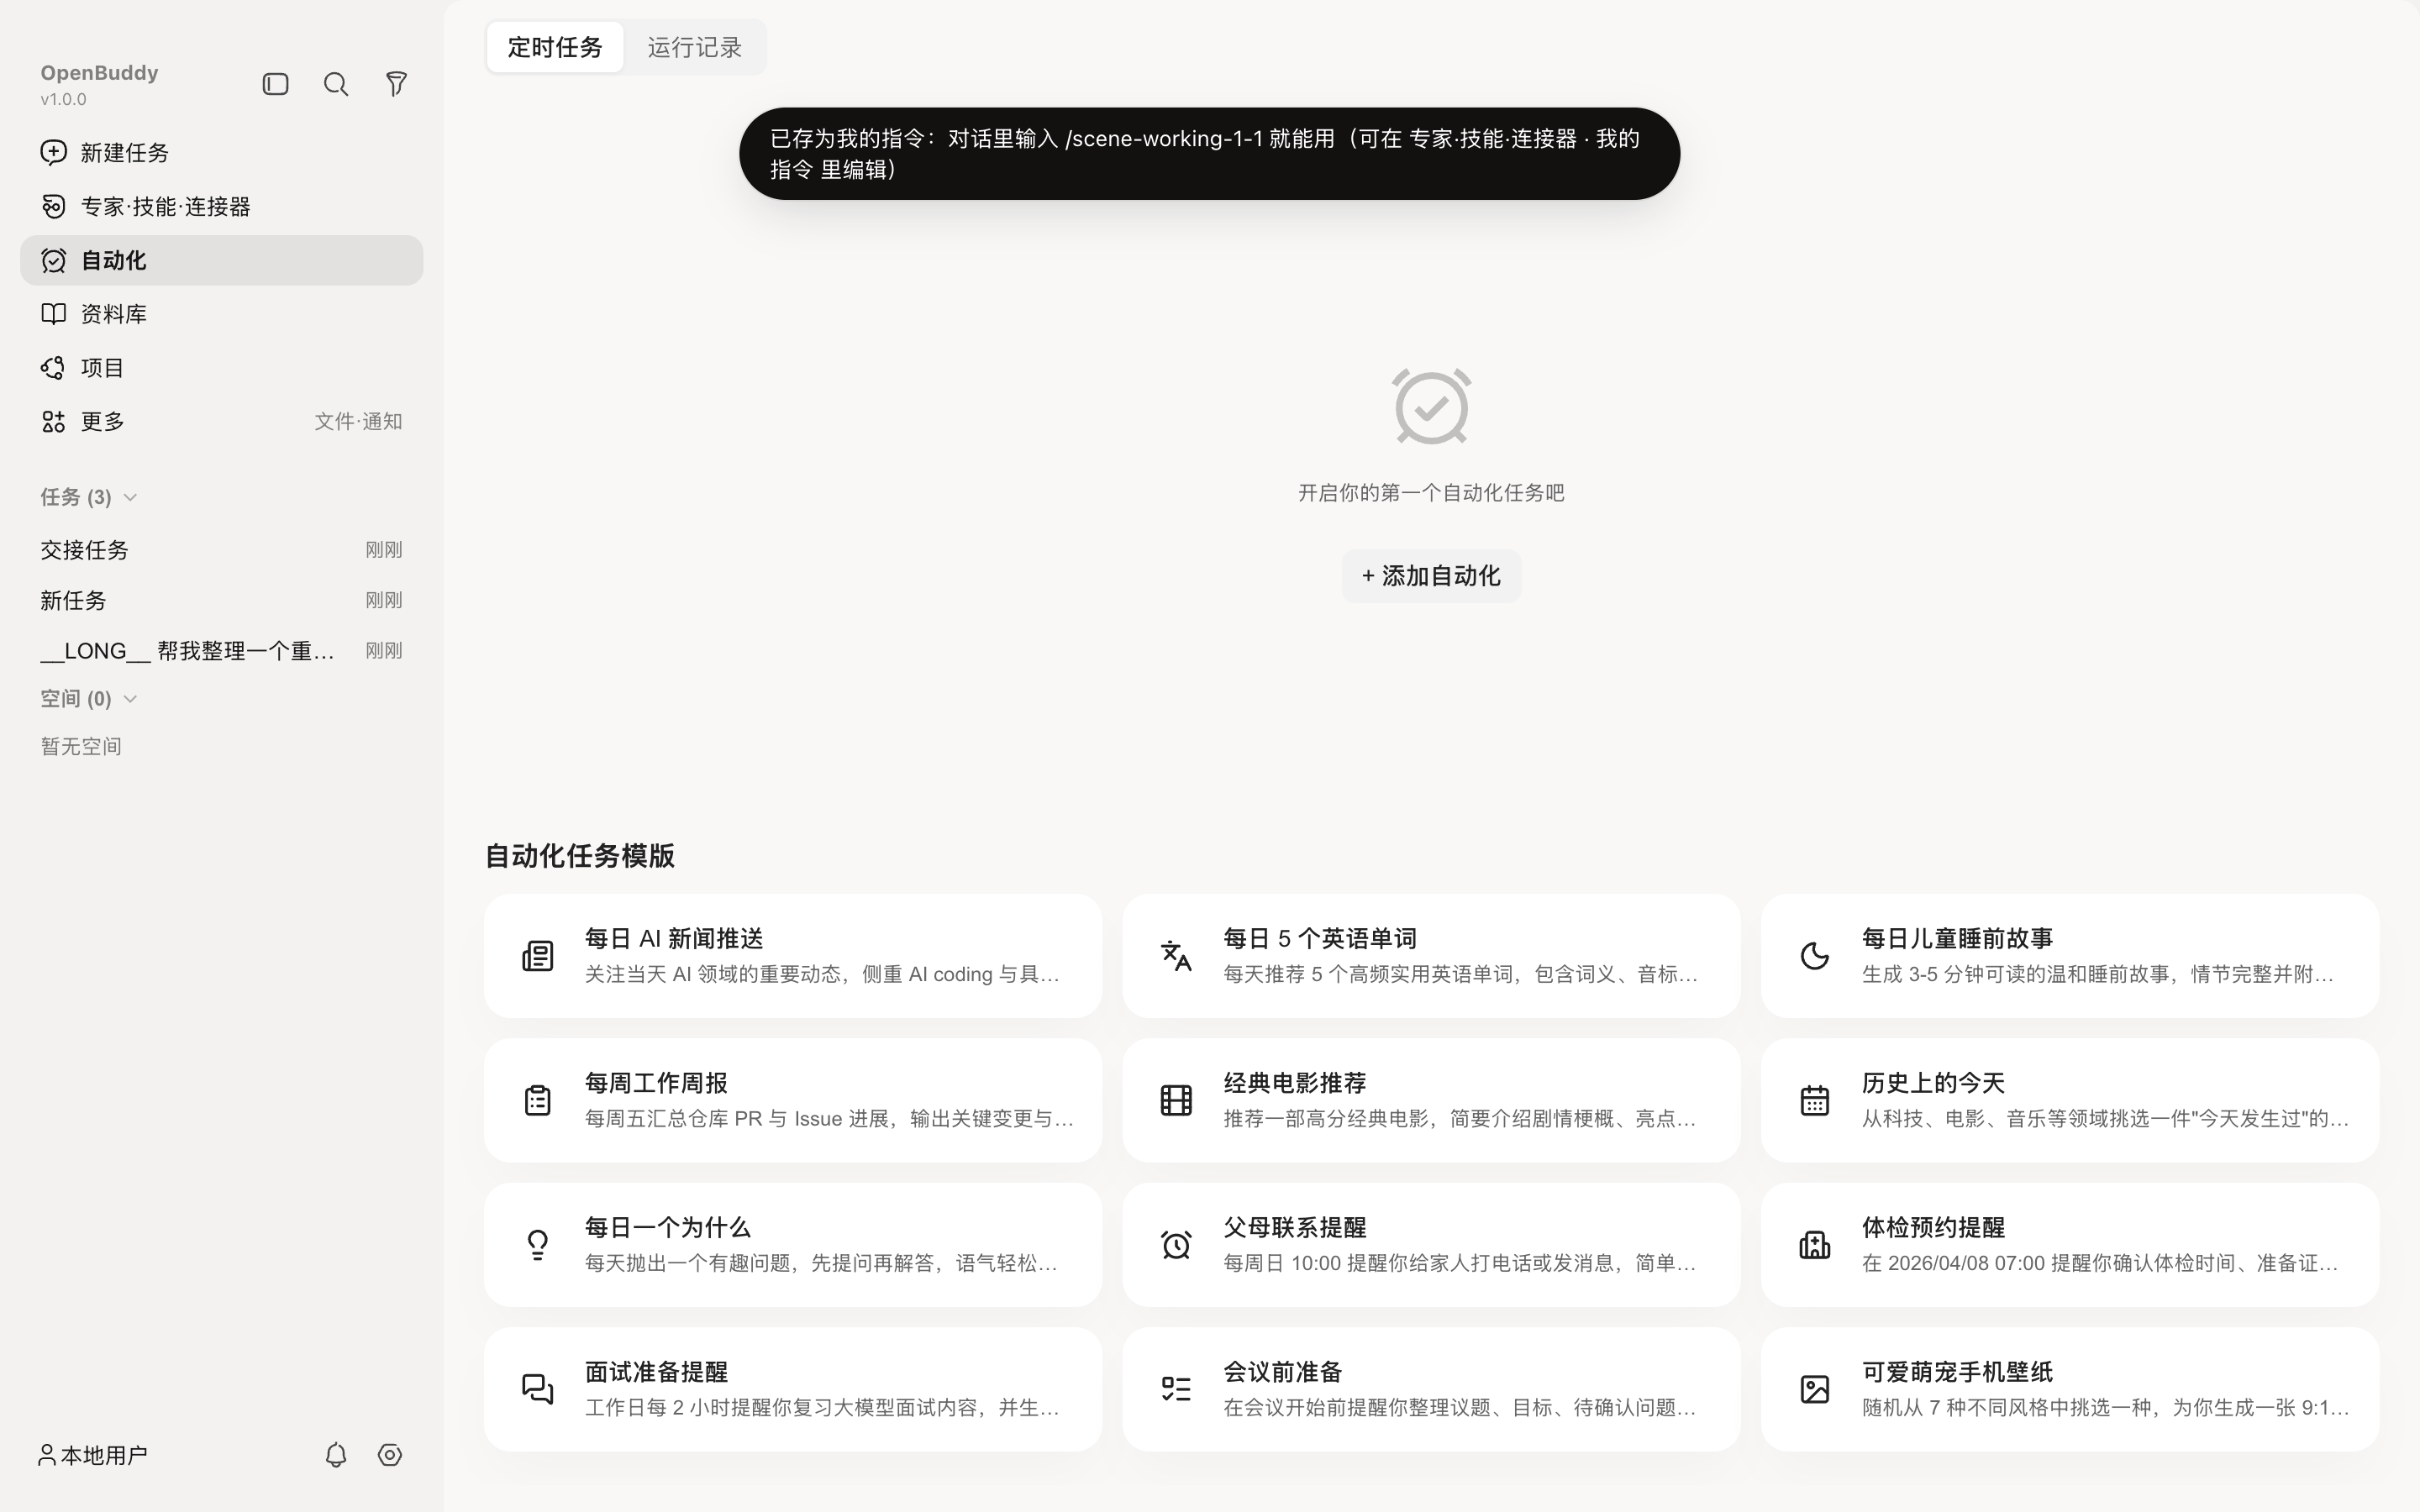 OpenBuddy
v1.0.0
新建任务
专家·技能·连接器
自动化
资料库
项目
更多
文件·通知
任务 (3)
交接任务
刚刚
新任务
刚刚
__LONG__ 帮我整理一个重…
刚刚
空间 (0)
暂无空间
本地用户
定时任务
运行记录
已存为我的指令：对话里输入 /scene-working-1-1 就能用（可在 专家·技能·连接器 · 我的
指令 里编辑）
开启你的第一个自动化任务吧
+ 添加自动化
自动化任务模版
每日 AI 新闻推送
关注当天 AI 领域的重要动态，侧重 AI coding 与具…
每日 5 个英语单词
每天推荐 5 个高频实用英语单词，包含词义、音标…
每日儿童睡前故事
生成 3-5 分钟可读的温和睡前故事，情节完整并附…
每周工作周报
每周五汇总仓库 PR 与 Issue 进展，输出关键变更与…
经典电影推荐
推荐一部高分经典电影，简要介绍剧情梗概、亮点…
历史上的今天
从科技、电影、音乐等领域挑选一件"今天发生过"的…
每日一个为什么
每天抛出一个有趣问题，先提问再解答，语气轻松…
父母联系提醒
每周日 10:00 提醒你给家人打电话或发消息，简单…
体检预约提醒
在 2026/04/08 07:00 提醒你确认体检时间、准备证…
面试准备提醒
工作日每 2 小时提醒你复习大模型面试内容，并生…
会议前准备
在会议开始前提醒你整理议题、目标、待确认问题…
可爱萌宠手机壁纸
随机从 7 种不同风格中挑选一种，为你生成一张 9:1…